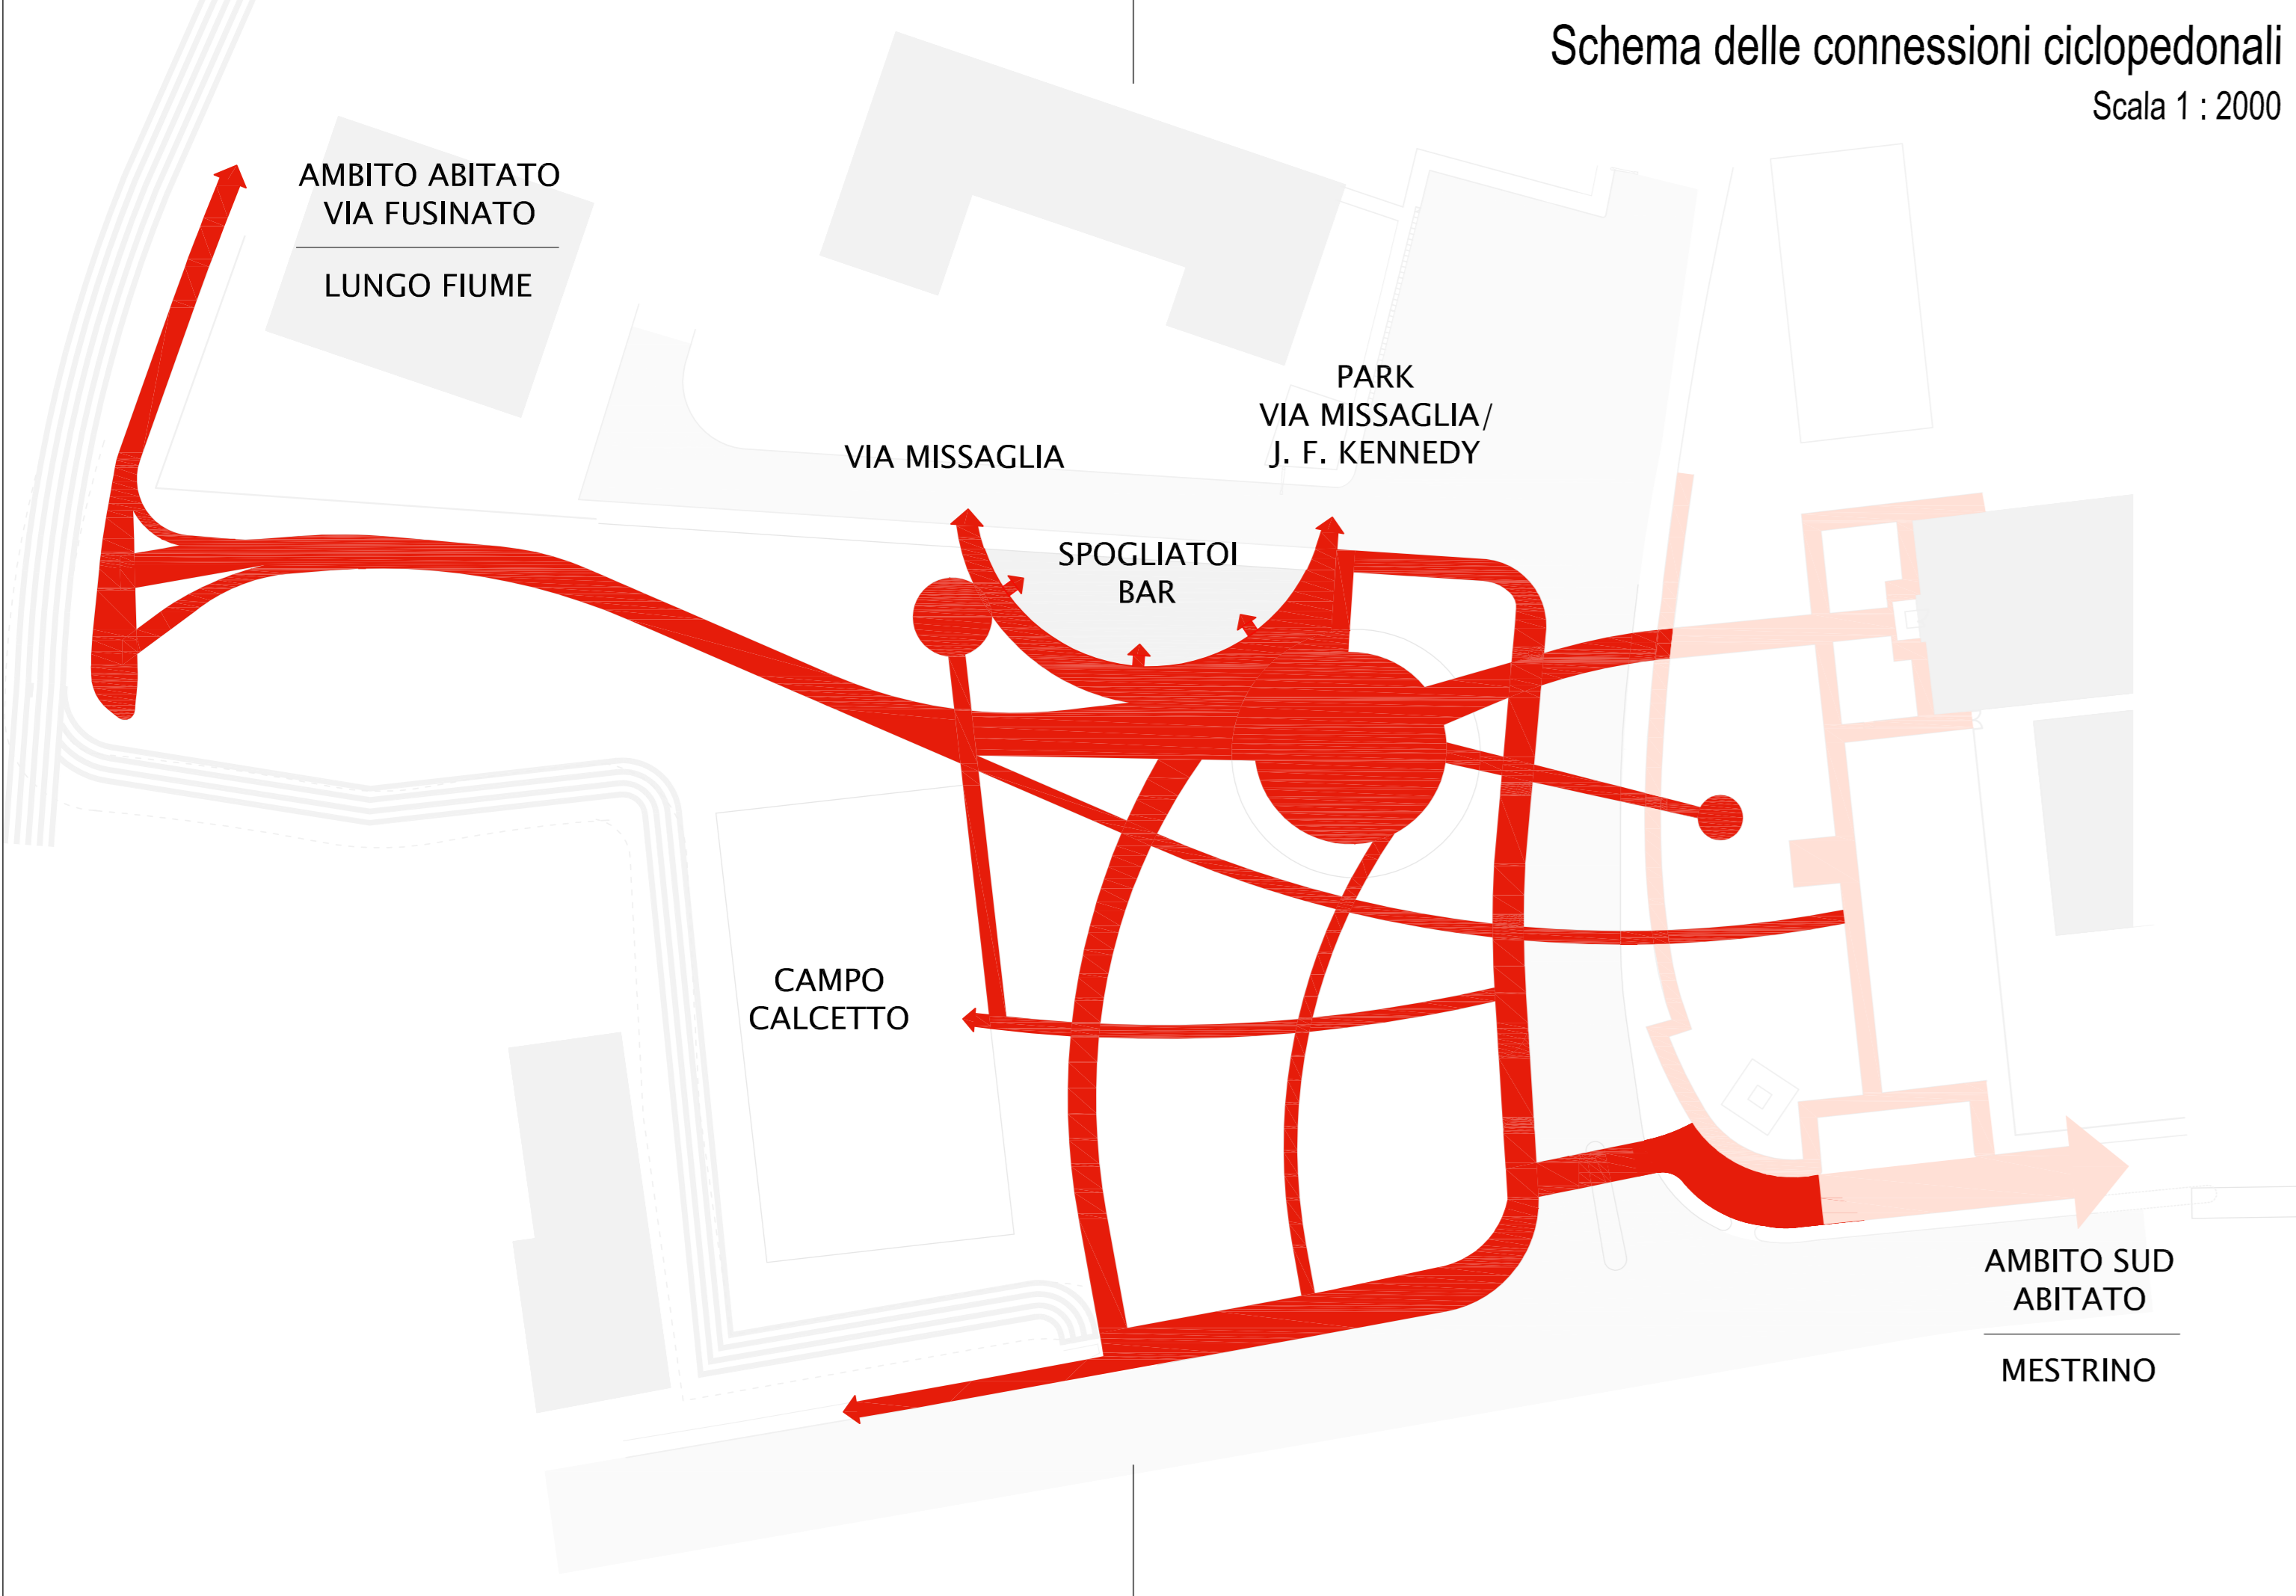 Schema delle connessioni ciclopedonali
Scala 1 : 2000
AMBITO ABITATO
VIA FUSINATO
LUNGO FIUME
PARK
VIA MISSAGLIA/
J. F. KENNEDY
VIA MISSAGLIA
SPOGLIATOI
BAR
CAMPO
CALCETTO
AMBITO SUD
ABITATO
MESTRINO